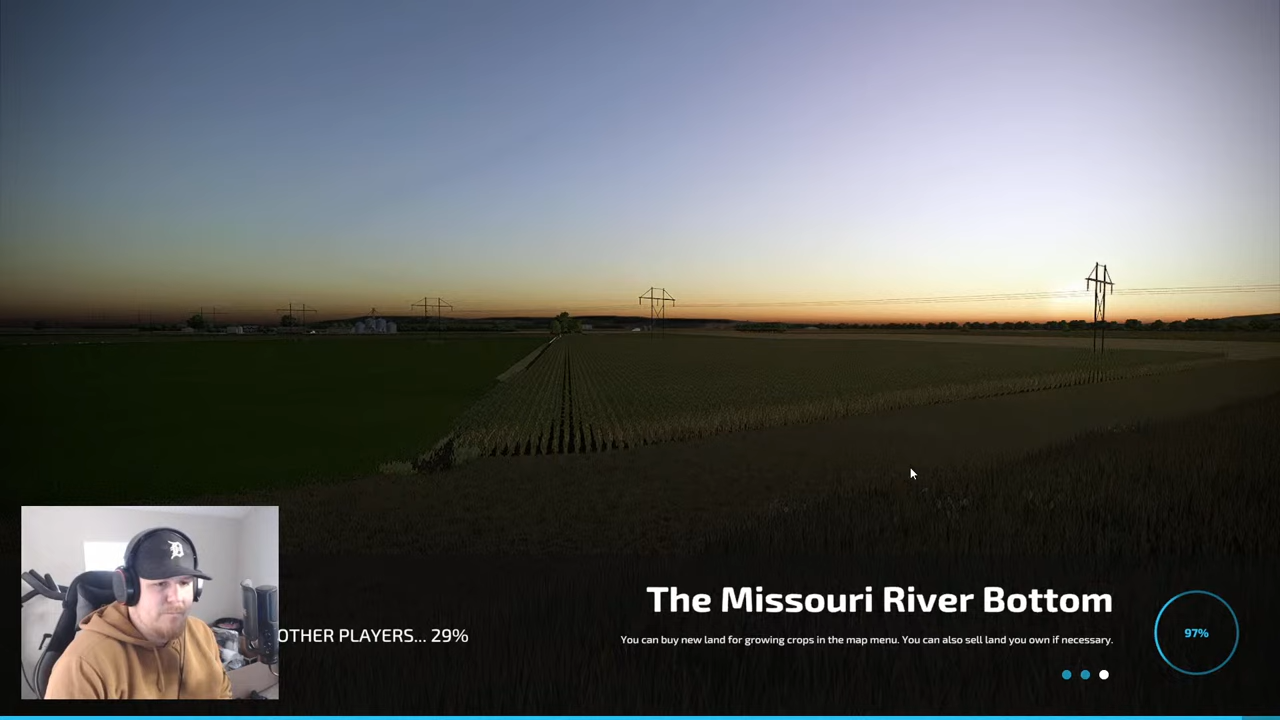 The Missouri River Bottom
OTHER PLAYERS... 29%
You can buy new land for growing crops in the map menu. You can also sell land you own if necessary.
97%
D